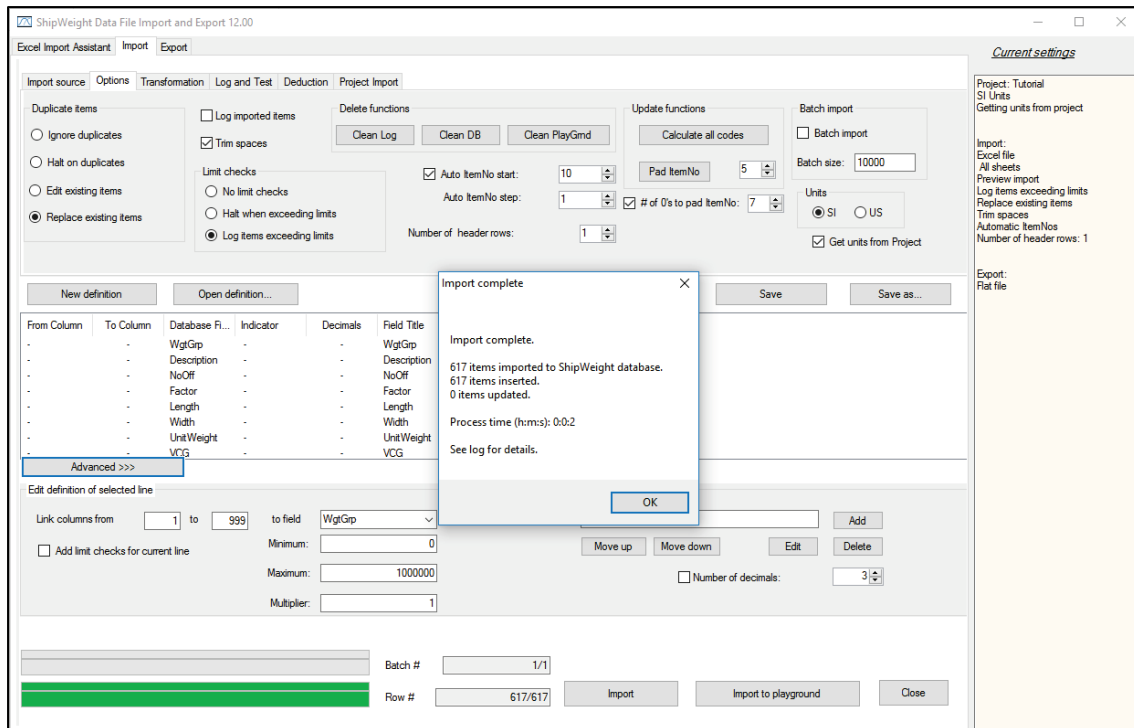 ShipWeight Data File Import and Export 12.00
Excel Import Assistant Import Export
Current settings
Import source Options Transformation Log and Test Deduction Project Import
Duplicate items
Ignore duplicates
Halt on duplicates
Edit existing items
Replace existing items
Log imported items
Trim spaces
Limit checks
No limit checks
Halt when exceeding limits
Log items exceeding limits
Delete functions
Clean Log Clean DB Clean PlayGrnd
Auto ItemNo start: 10
Auto ItemNo step: 1
Number of header rows: 1
Update functions
Calculate all codes
Pad ItemNo 5
# of 0's to pad ItemNo: 7
Batch import
Batch import
Batch size: 10000
Units
SI US
Get units from Project
Project: Tutorial
SI Units
Getting units from project
Import:
Excel file
All sheets
Preview import
Log items exceeding limits
Replace existing items
Trim spaces
Automatic ItemNos
Number of header rows: 1
Export:
Flat file
New definition Open definition... Save Save as...
From Column To Column Database Fi... Indicator Decimals Field Title
- - WgtGrp - - WgtGrp
- - Description - - Description
- - NoOff - - NoOff
- - Factor - - Factor
- - Length - - Length
- - Width - - Width
- - UnitWeight - - UnitWeight
- - VCG - - VCG
Import complete
Import complete.
617 items imported to ShipWeight database.
617 items inserted.
0 items updated.
Process time (h:m:s): 0:0:2
See log for details.
OK
Advanced >>>
Edit definition of selected line
Link columns from 1 to 999 to field WgtGrp Add
Add limit checks for current line
Minimum: 0
Maximum: 1000000
Multiplier: 1
Move up Move down Edit Delete
Number of decimals: 3
Batch # 1/1
Row # 617/617
Import Import to playground Close